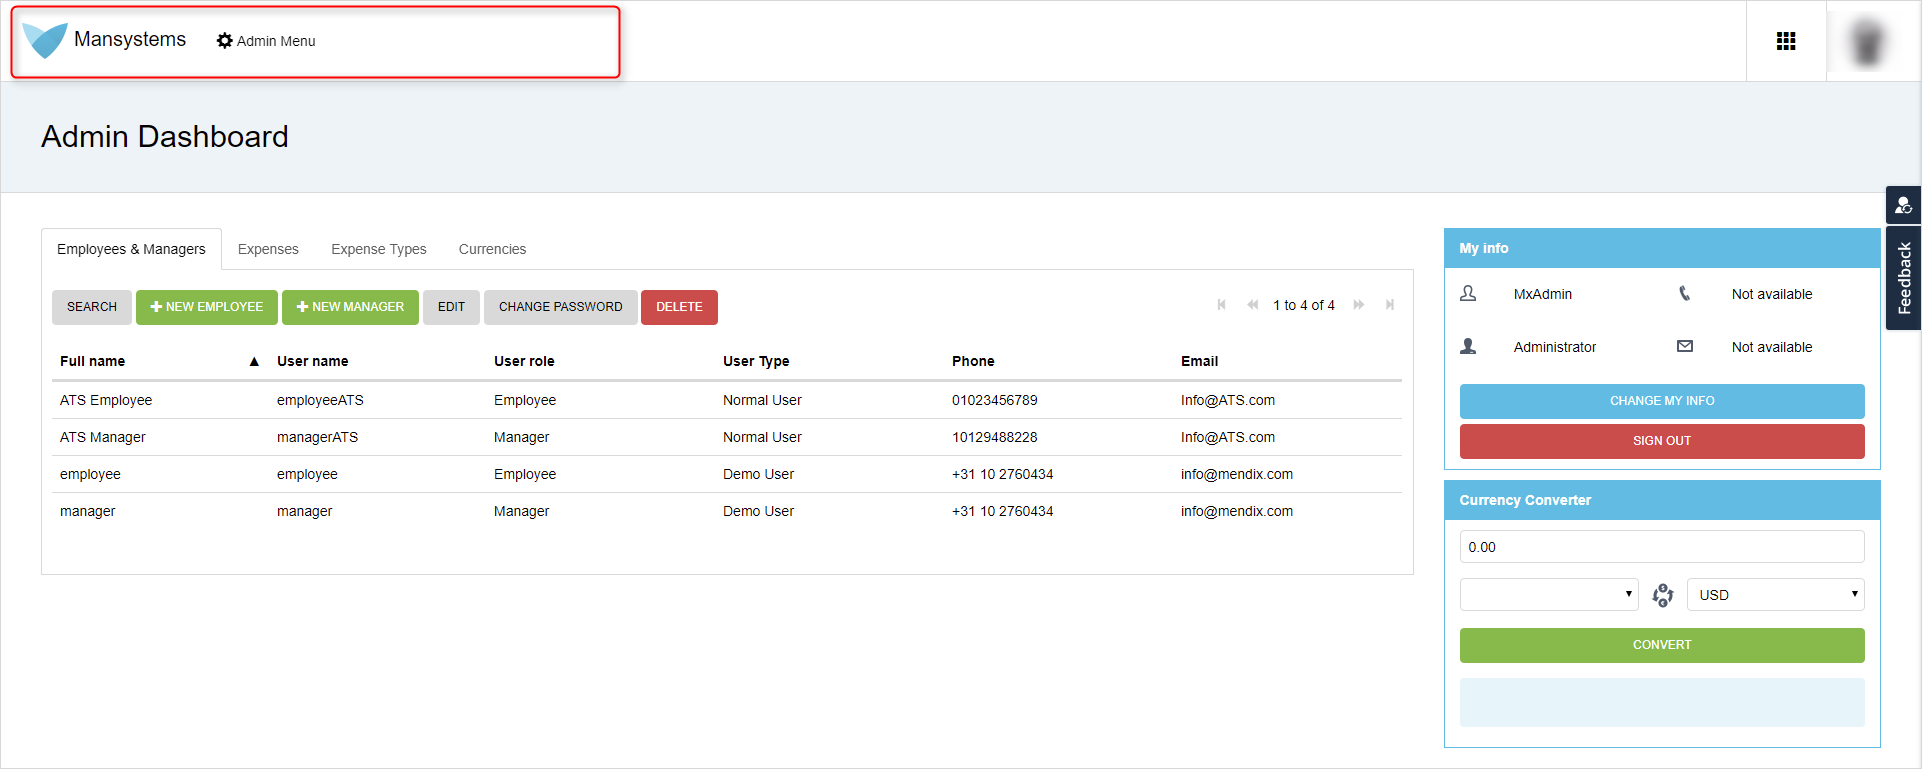 Mansystems
Admin Menu
Admin Dashboard
Employees & Managers Expenses Expense Types Currencies
SEARCH NEW EMPLOYEE NEW MANAGER EDIT CHANGE PASSWORD DELETE 1 to 4 of 4
Full name ▲ User name User role User Type Phone Email
ATS Employee employeeATS Employee Normal User 01023456789 Info@ATS.com
ATS Manager managerATS Manager Normal User 10129488228 Info@ATS.com
employee employee Employee Demo User +31 10 2760434 info@mendix.com
manager manager Manager Demo User +31 10 2760434 info@mendix.com
My info
MxAdmin Not available
Administrator Not available
CHANGE MY INFO
SIGN OUT
Currency Converter
0.00
USD
CONVERT
Feedback